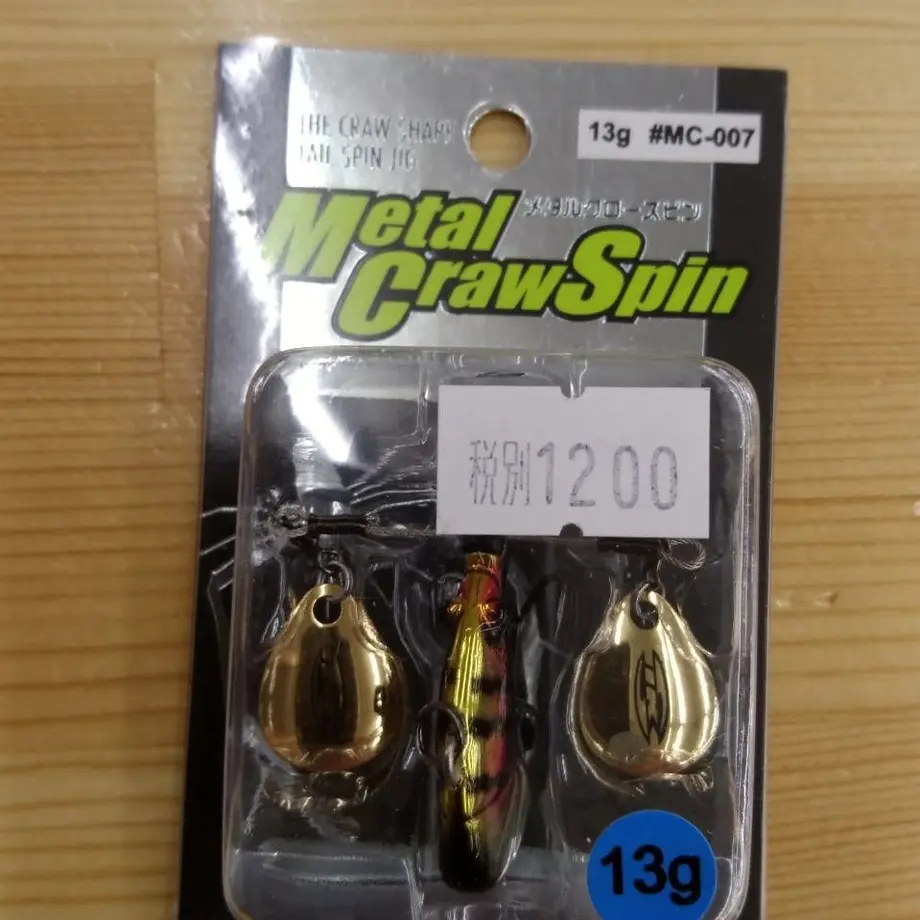 THE CRAW SHAPE
TAIL SPIN JIG
13g #MC-007
メタルクロースピン
Metal
CrawSpin
税別1200
13g